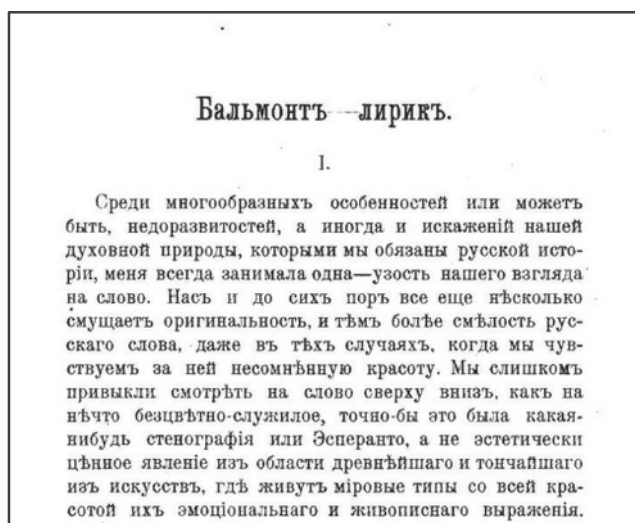 Бальмонтъ—лирикъ.
I.
Среди многообразныхъ особенностей или можетъ
быть, недоразвитостей, а иногда и искаженій нашей
духовной природы, которыми мы обязаны русской исто-
ріи, меня всегда занимала одна—узость нашего взгляда
на слово. Насъ и до сихъ поръ все еще нѣсколько
смущаетъ оригинальность, и тѣмъ болѣе смѣлость рус-
скаго слова, даже въ тѣхъ случаяхъ, когда мы чув-
ствуемъ за ней несомнѣнную красоту. Мы слишкомъ
привыкли смотрѣть на слово сверху внизъ, какъ на
нѣчто безцвѣтно-служилое, точно-бы это была какая-
нибудь стенографія или Эсперанто, а не эстетически
цѣнное явленіе изъ области древнѣйшаго и тончайшаго
изъ искусствъ, гдѣ живутъ міровые типы со всей кра-
сотой ихъ эмоціональнаго и живописнаго выраженія.